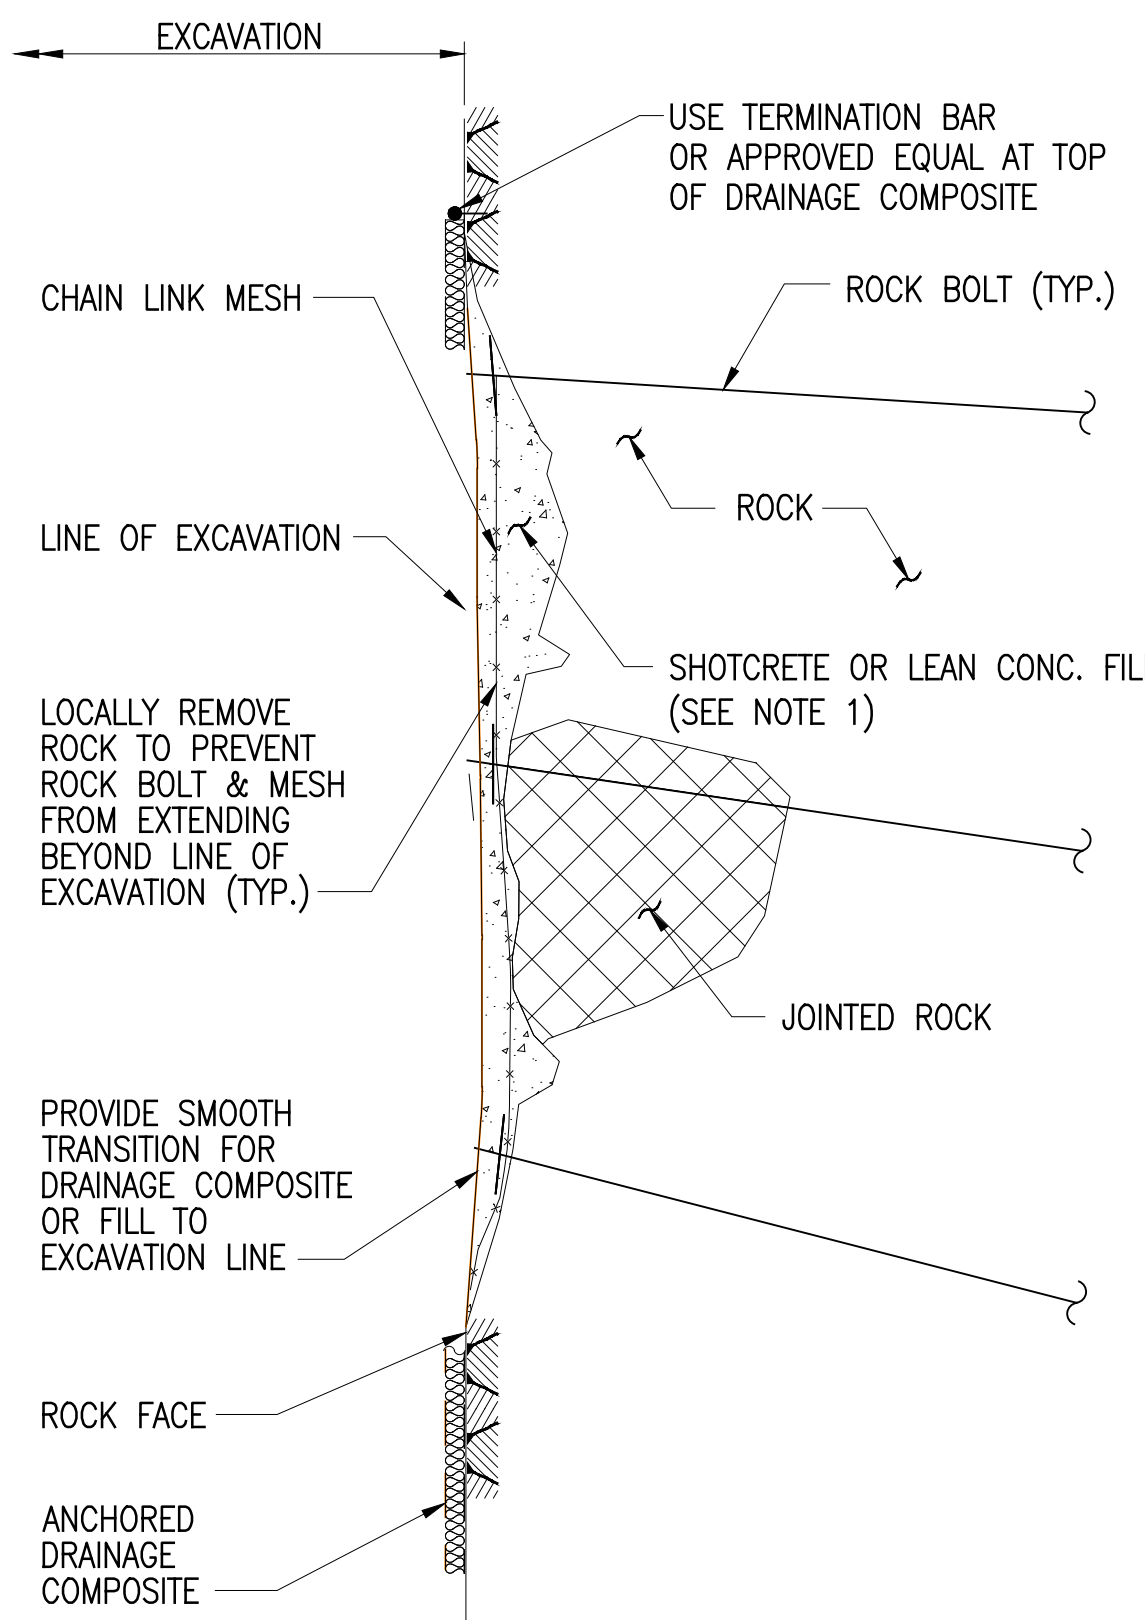 EXCAVATION
USE TERMINATION BAR
OR APPROVED EQUAL AT TOP
OF DRAINAGE COMPOSITE
CHAIN LINK MESH
ROCK BOLT (TYP.)
ROCK
LINE OF EXCAVATION
SHOTCRETE OR LEAN CONC. FIL
(SEE NOTE 1)
LOCALLY REMOVE
ROCK TO PREVENT
ROCK BOLT & MESH
FROM EXTENDING
BEYOND LINE OF
EXCAVATION (TYP.)
JOINTED ROCK
PROVIDE SMOOTH
TRANSITION FOR
DRAINAGE COMPOSITE
OR FILL TO
EXCAVATION LINE
ROCK FACE
ANCHORED
DRAINAGE
COMPOSITE